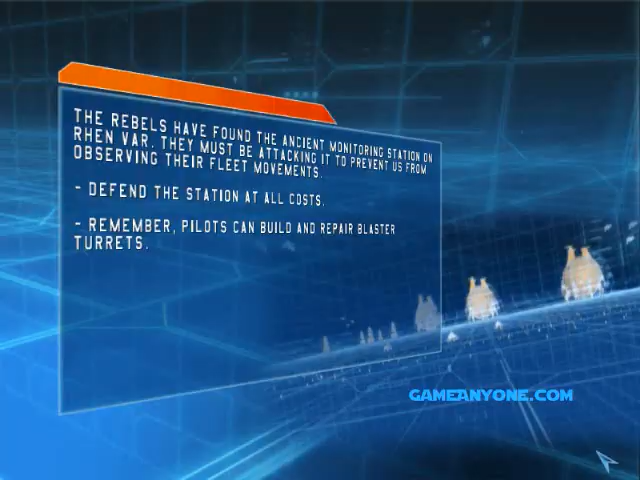 THE REBELS HAVE FOUND THE ANCIENT MONITORING STATION ON
RHEN VAR. THEY MUST BE ATTACKING IT TO PREVENT US FROM
OBSERVING THEIR FLEET MOVEMENTS.
- DEFEND THE STATION AT ALL COSTS.
- REMEMBER, PILOTS CAN BUILD AND REPAIR BLASTER
TURRETS.
GAMEANYONE.COM